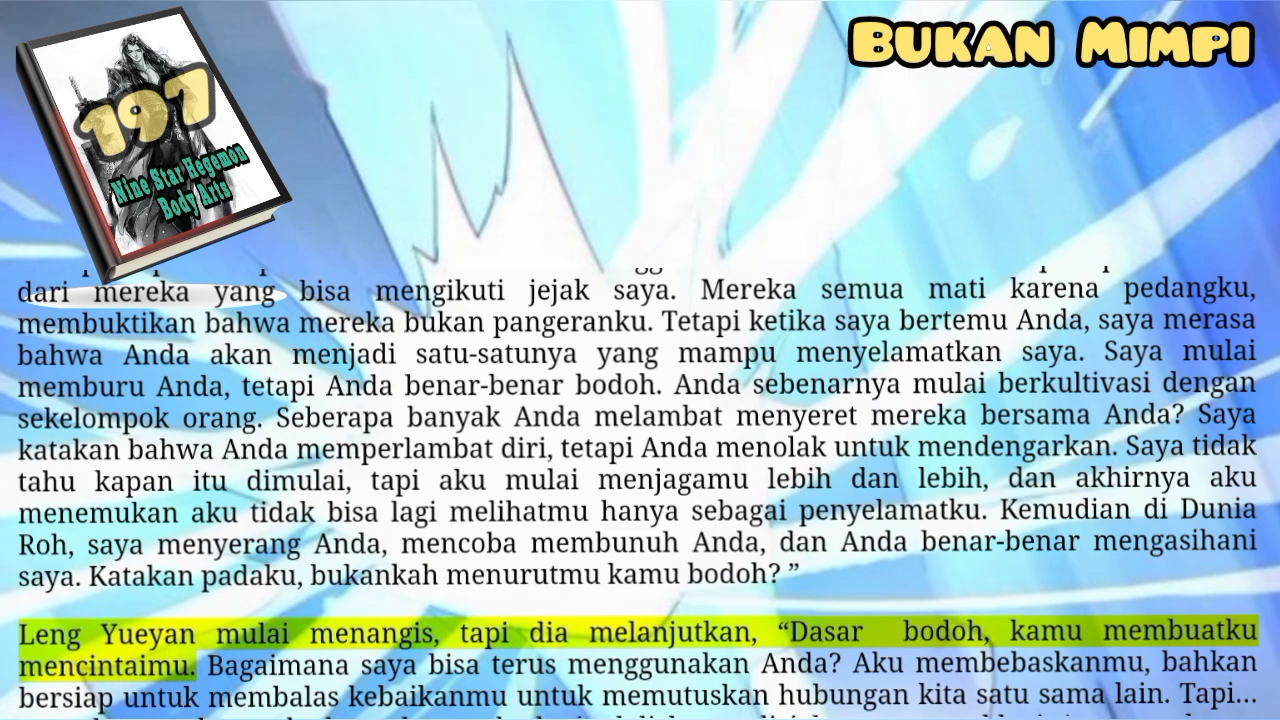 BUKAN MIMPI
197
Nine Star Hegemon
Body Arts
dari mereka yang bisa mengikuti jejak saya. Mereka semua mati karena pedangku,
membuktikan bahwa mereka bukan pangeranku. Tetapi ketika saya bertemu Anda, saya merasa
bahwa Anda akan menjadi satu-satunya yang mampu menyelamatkan saya. Saya mulai
memburu Anda, tetapi Anda benar-benar bodoh. Anda sebenarnya mulai berkultivasi dengan
sekelompok orang. Seberapa banyak Anda melambat menyeret mereka bersama Anda? Saya
katakan bahwa Anda memperlambat diri, tetapi Anda menolak untuk mendengarkan. Saya tidak
tahu kapan itu dimulai, tapi aku mulai menjagamu lebih dan lebih, dan akhirnya aku
menemukan aku tidak bisa lagi melihatmu hanya sebagai penyelamatku. Kemudian di Dunia
Roh, saya menyerang Anda, mencoba membunuh Anda, dan Anda benar-benar mengasihani
saya. Katakan padaku, bukankah menurutmu kamu bodoh? ”
Leng Yueyan mulai menangis, tapi dia melanjutkan, “Dasar bodoh, kamu membuatku
mencintaimu. Bagaimana saya bisa terus menggunakan Anda? Aku membebaskanmu, bahkan
bersiap untuk membalas kebaikanmu untuk memutuskan hubungan kita satu sama lain. Tapi...